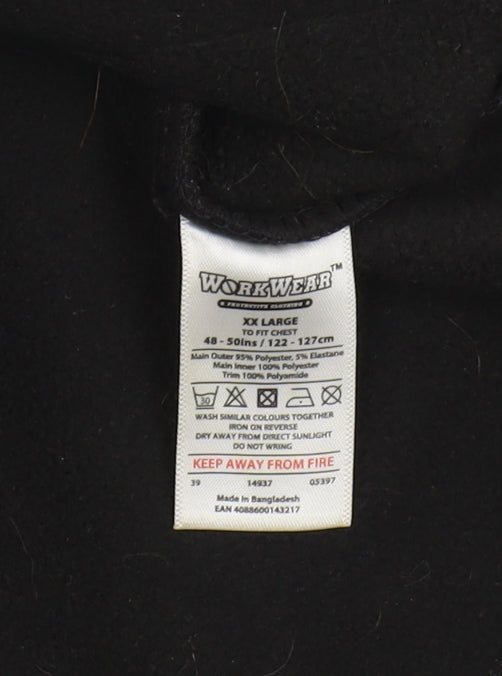 WORKWEAR™
PROTECTIVE CLOTHING
XX LARGE
TO FIT CHEST
48 - 50ins / 122 - 127cm
Main Outer 95% Polyester, 5% Elastane
Main Inner 100% Polyester
Trim 100% Polyamide
30
WASH SIMILAR COLOURS TOGETHER
IRON ON REVERSE
DRY AWAY FROM DIRECT SUNLIGHT
DO NOT WRING
KEEP AWAY FROM FIRE
39 14937 05397
Made in Bangladesh
EAN 4088600143217